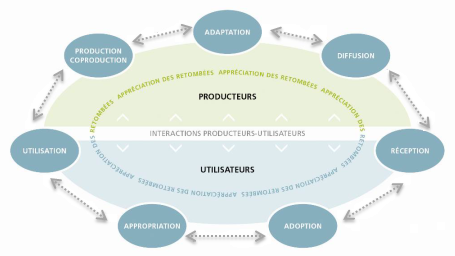 ADAPTATION
PRODUCTION
COPRODUCTION
DIFFUSION
APPRÉCIATION DES RETOMBÉES APPRÉCIATION DES RETOMBÉES APPRÉCIATION DES RETOMBÉES
PRODUCTEURS
INTERACTIONS PRODUCTEURS-UTILISATEURS
UTILISATION
RÉCEPTION
UTILISATEURS
APPRÉCIATION DES RETOMBÉES APPRÉCIATION DES RETOMBÉES APPRÉCIATION DES RETOMBÉES
APPROPRIATION
ADOPTION